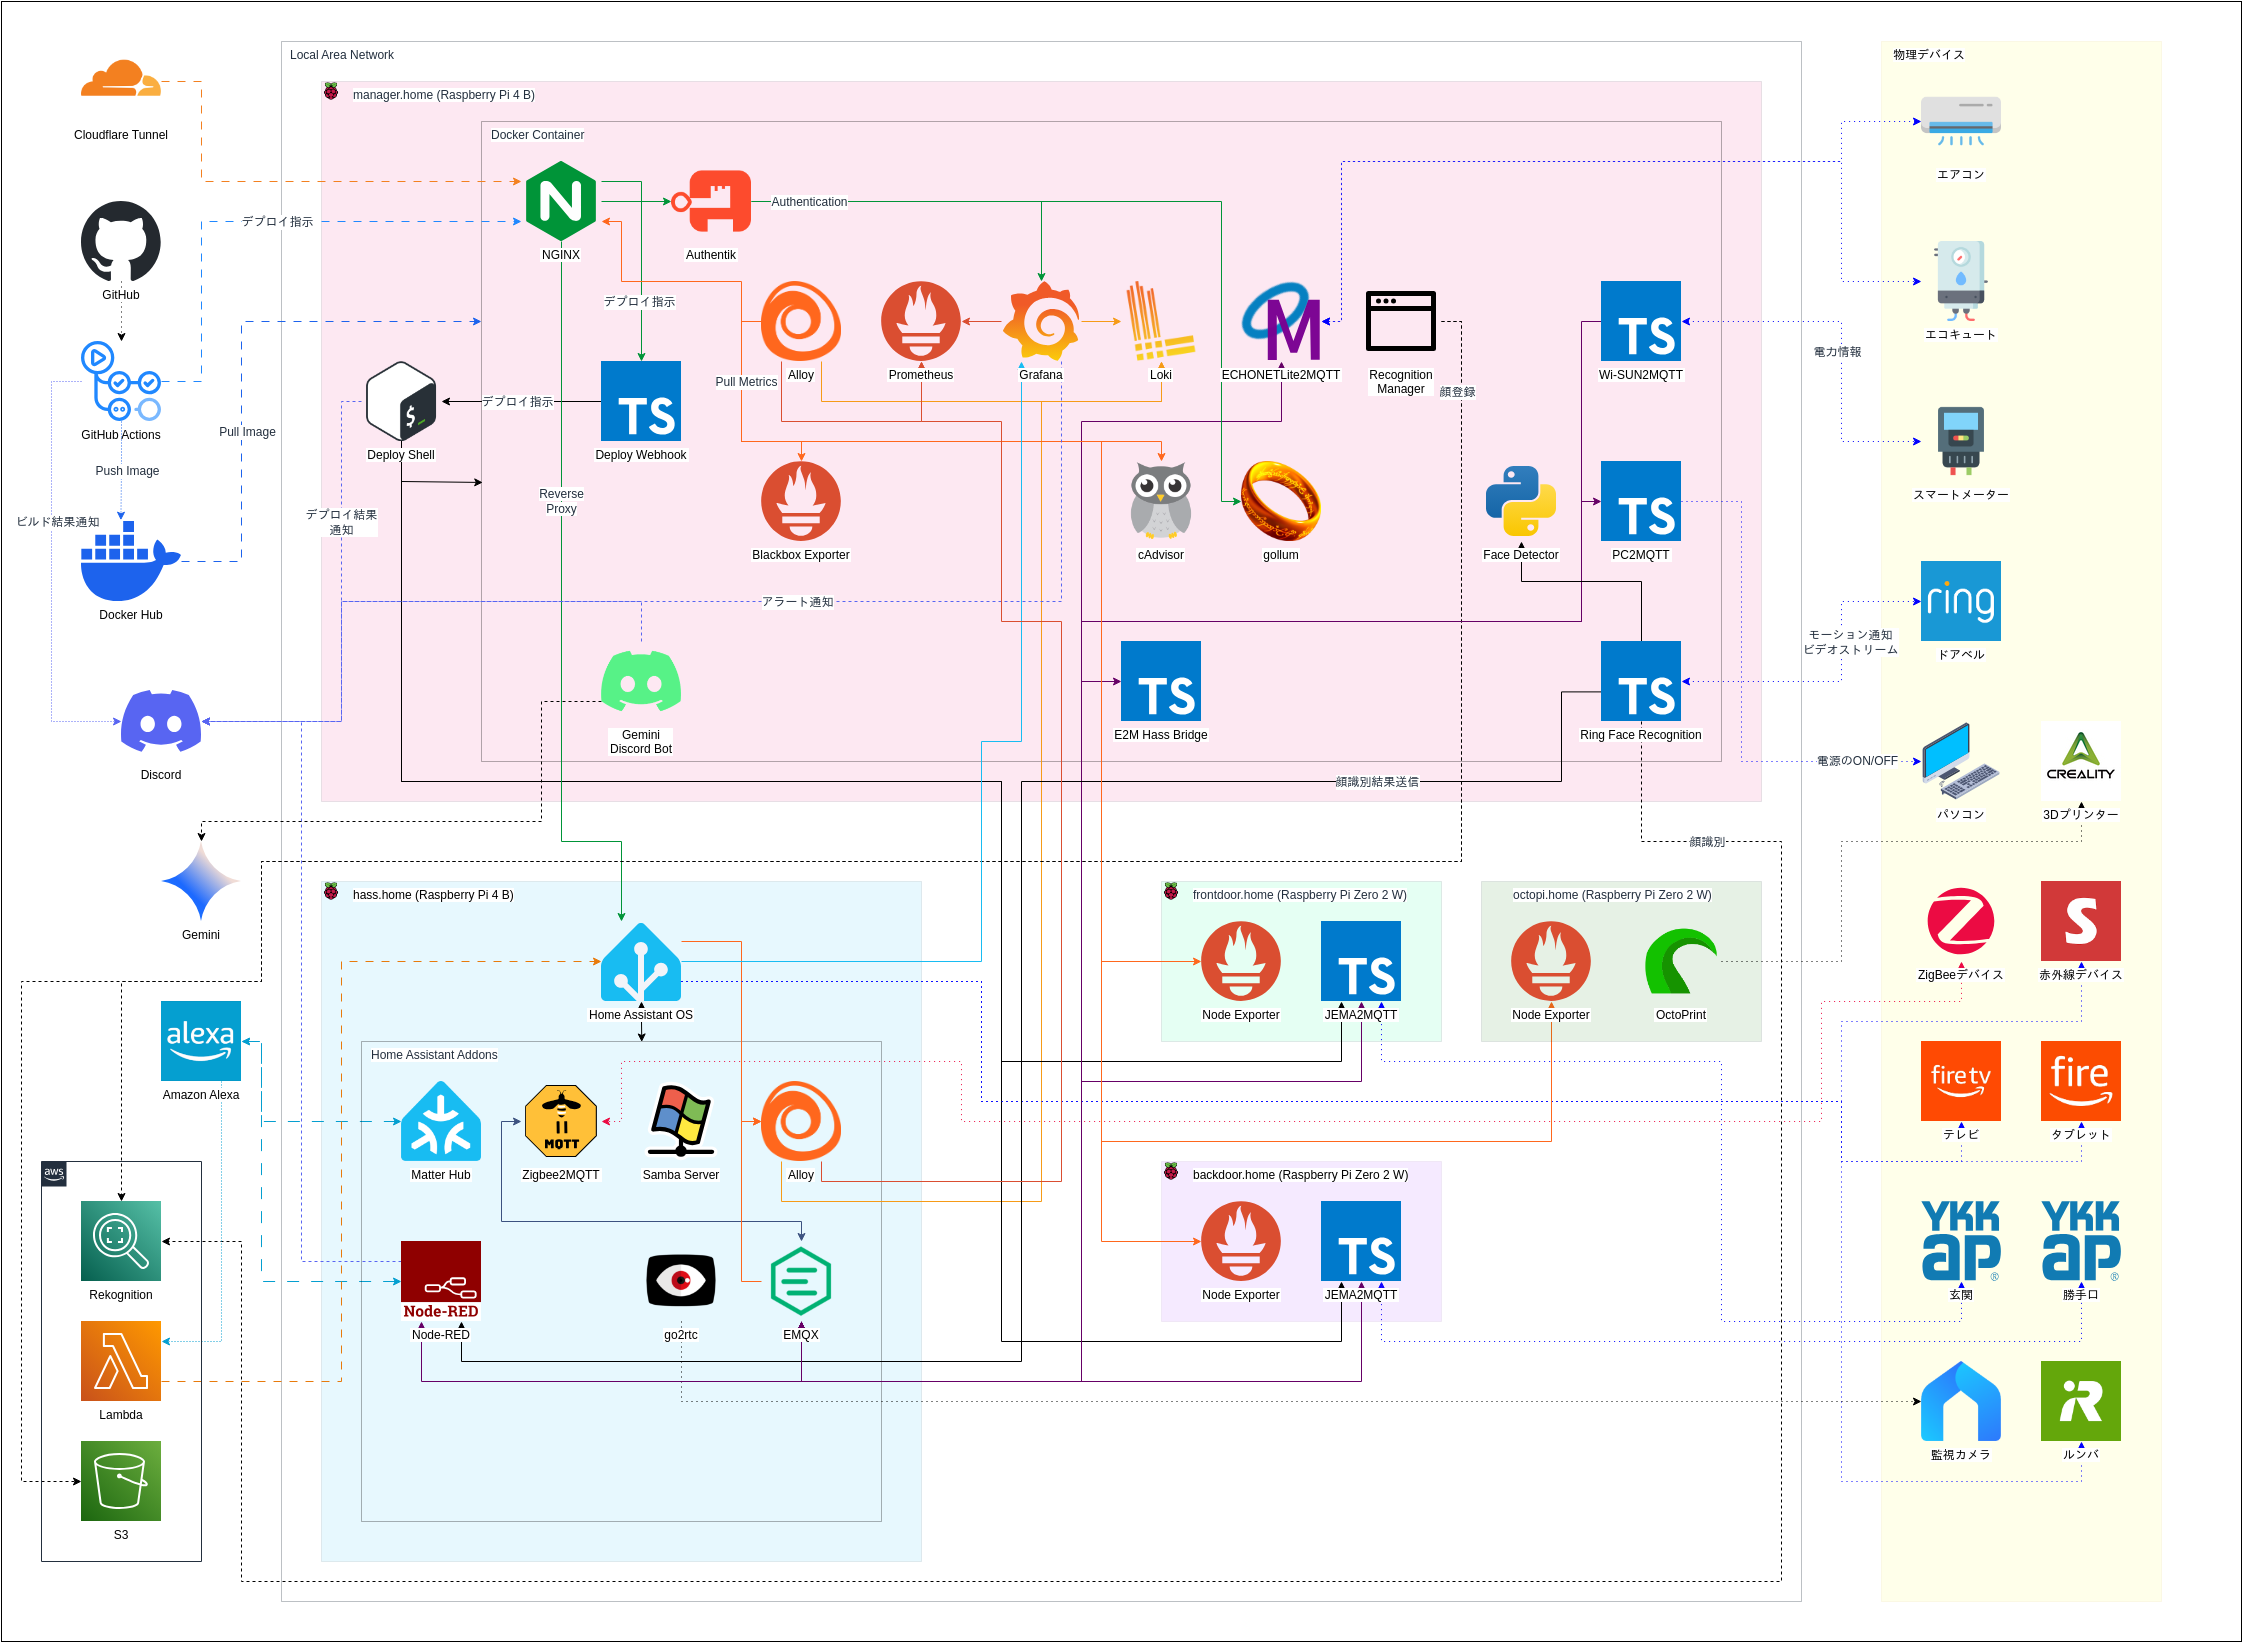 Local Area Network
物理デバイス
manager.home (Raspberry Pi 4 B)
Docker Container
Cloudflare Tunnel
エアコン
Authentication
デプロイ指示
NGINX
Authentik
GitHub
デプロイ指示
エコキュート
電力情報
Pull Metrics
Alloy
Prometheus
Grafana
Loki
ECHONETLite2MQTT
Recognition
Manager
顔登録
TS
Wi-SUN2MQTT
デプロイ指示
TS
GitHub Actions
Pull Image
Deploy Shell
Deploy Webhook
Push Image
Reverse
Proxy
スマートメーター
ビルド結果通知
デプロイ結果
通知
Blackbox Exporter
cAdvisor
gollum
Face Detector
TS
PC2MQTT
アラート通知
Docker Hub
ring
モーション通知
ビデオストリーム
ドアベル
Gemini
Discord Bot
TS
E2M Hass Bridge
TS
Ring Face Recognition
Discord
電源のON/OFF
CREALITY
顔識別結果送信
パソコン
3Dプリンター
顔識別
hass.home (Raspberry Pi 4 B)
frontdoor.home (Raspberry Pi Zero 2 W)
octopi.home (Raspberry Pi Zero 2 W)
Gemini
ZigBeeデバイス
赤外線デバイス
Home Assistant OS
Node Exporter
TS
JEMA2MQTT
Node Exporter
OctoPrint
alexa
Amazon Alexa
Home Assistant Addons
fire tv
fire
MQTT
テレビ
タブレット
Matter Hub
Zigbee2MQTT
Samba Server
Alloy
aws
backdoor.home (Raspberry Pi Zero 2 W)
YKK
ap®
YKK
ap®
Rekognition
Node-RED
Node-RED
go2rtc
EMQX
Node Exporter
TS
JEMA2MQTT
玄関
勝手口
Lambda
監視カメラ
ルンバ
S3